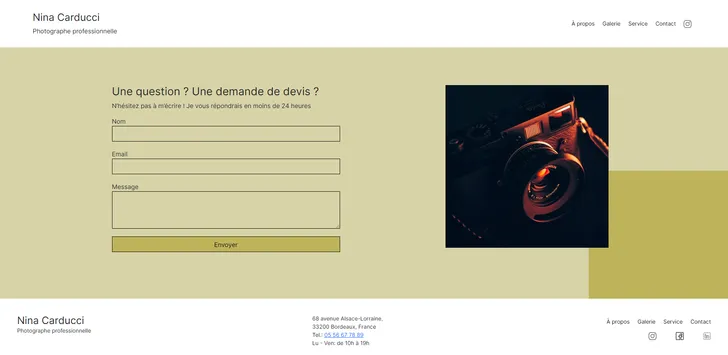 Nina Carducci
Photographe professionnelle
À propos Galerie Service Contact
Une question ? Une demande de devis ?
N'hésitez pas à m'écrire ! Je vous répondrais en moins de 24 heures
Nom
Email
Message
Envoyer
Nina Carducci
Photographe professionnelle
68 avenue Alsace-Lorraine,
33200 Bordeaux, France
Tel.: 05 56 67 78 89
Lu - Ven: de 10h à 19h
À propos Galerie Service Contact